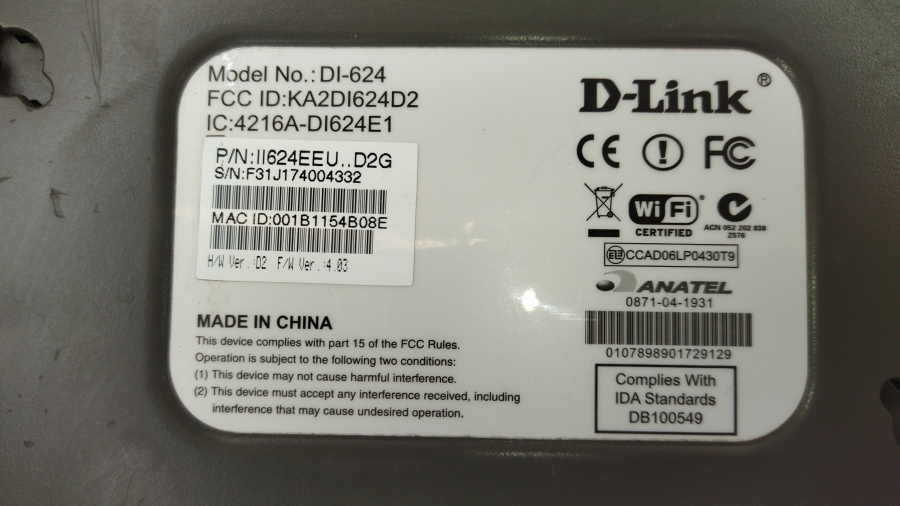 Model No.: DI-624
FCC ID:KA2DI624D2
IC:4216A-DI624E1
P/N:II624EEU..D2G
S/N:F31J174004332
MAC ID:001B1154B08E
H/W Ver.:D2 F/W Ver.:4.03
MADE IN CHINA
This device complies with part 15 of the FCC Rules.
Operation is subject to the following two conditions:
(1) This device may not cause harmful interference.
(2) This device must accept any interference received, including
interference that may cause undesired operation.
D-Link®
CE FC
Wi Fi®
CERTIFIED
ACN 052 202 838
Z576
CCAD06LP0430T9
ANATEL
0871-04-1931
0107898901729129
Complies With
IDA Standards
DB100549